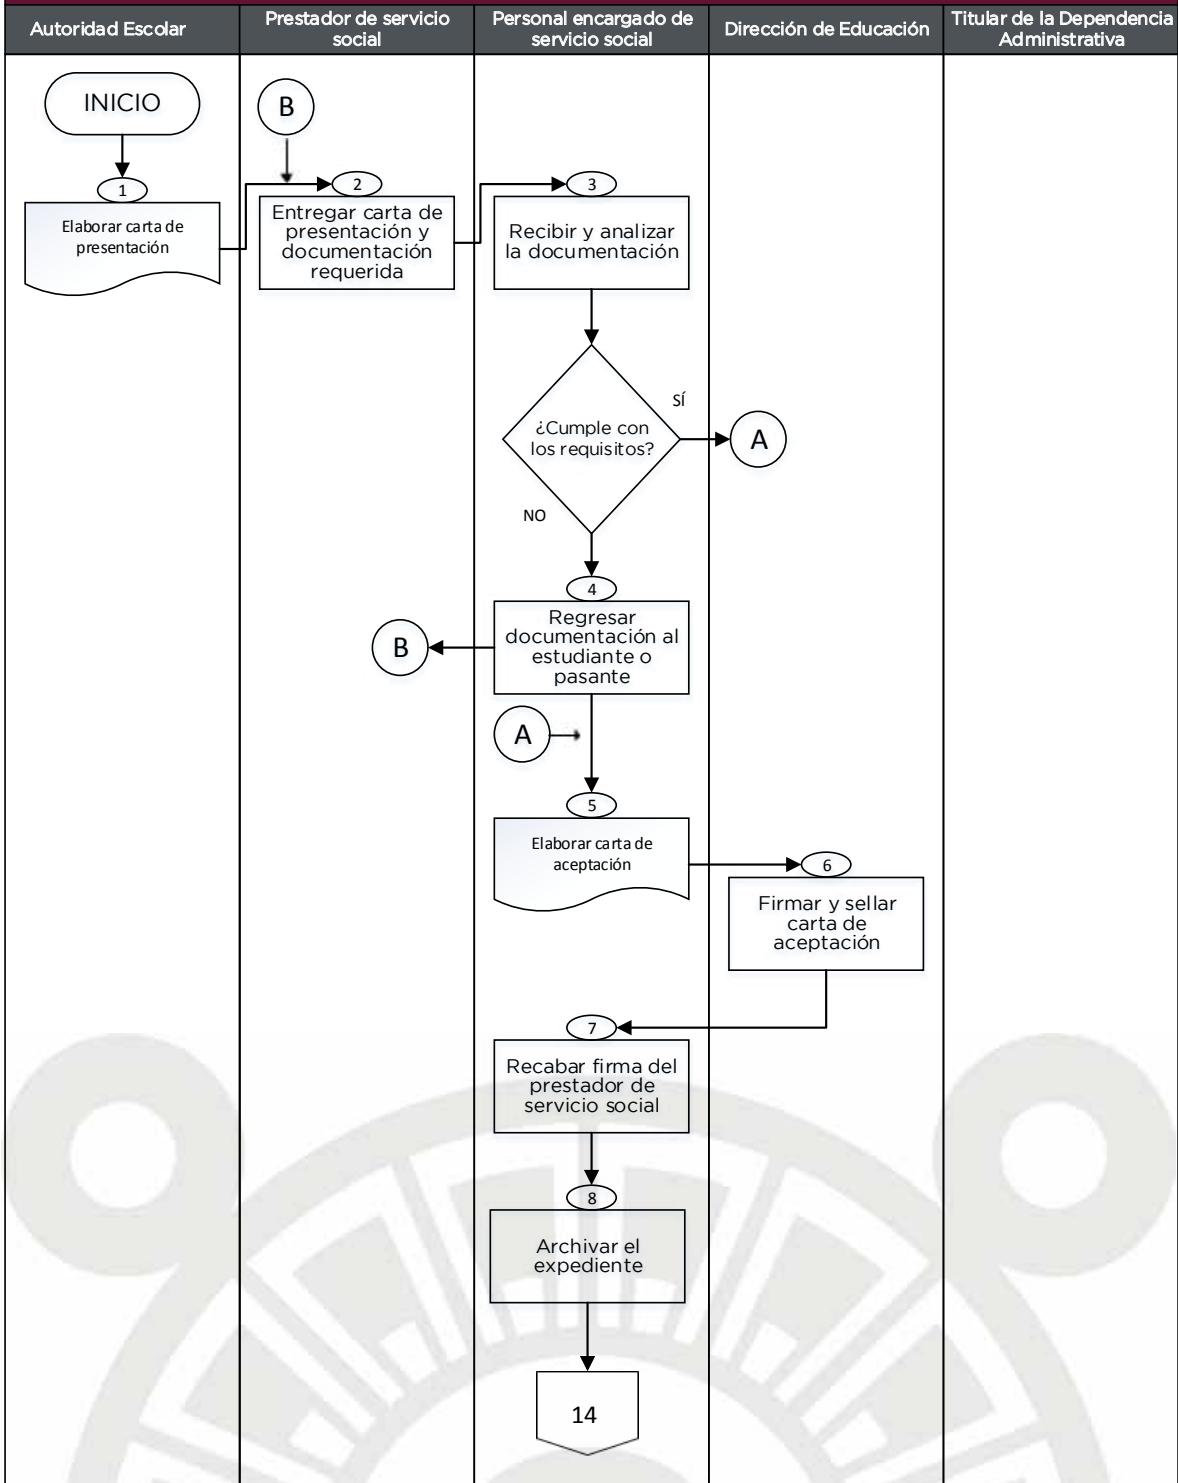 Autoridad Escolar
Prestador de servicio
social
Personal encargado de
servicio social
Dirección de Educación
Titular de la Dependencia
Administrativa
INICIO
B
1
Elaborar carta de
presentación
2
Entregar carta de
presentación y
documentación
requerida
3
Recibir y analizar
la documentación
¿Cumple con
los requisitos?
SÍ
A
NO
4
Regresar
documentación al
estudiante o
pasante
B
A
5
Elaborar carta de
aceptación
6
Firmar y sellar
carta de
aceptación
7
Recabar firma del
prestador de
servicio social
8
Archivar el
expediente
14